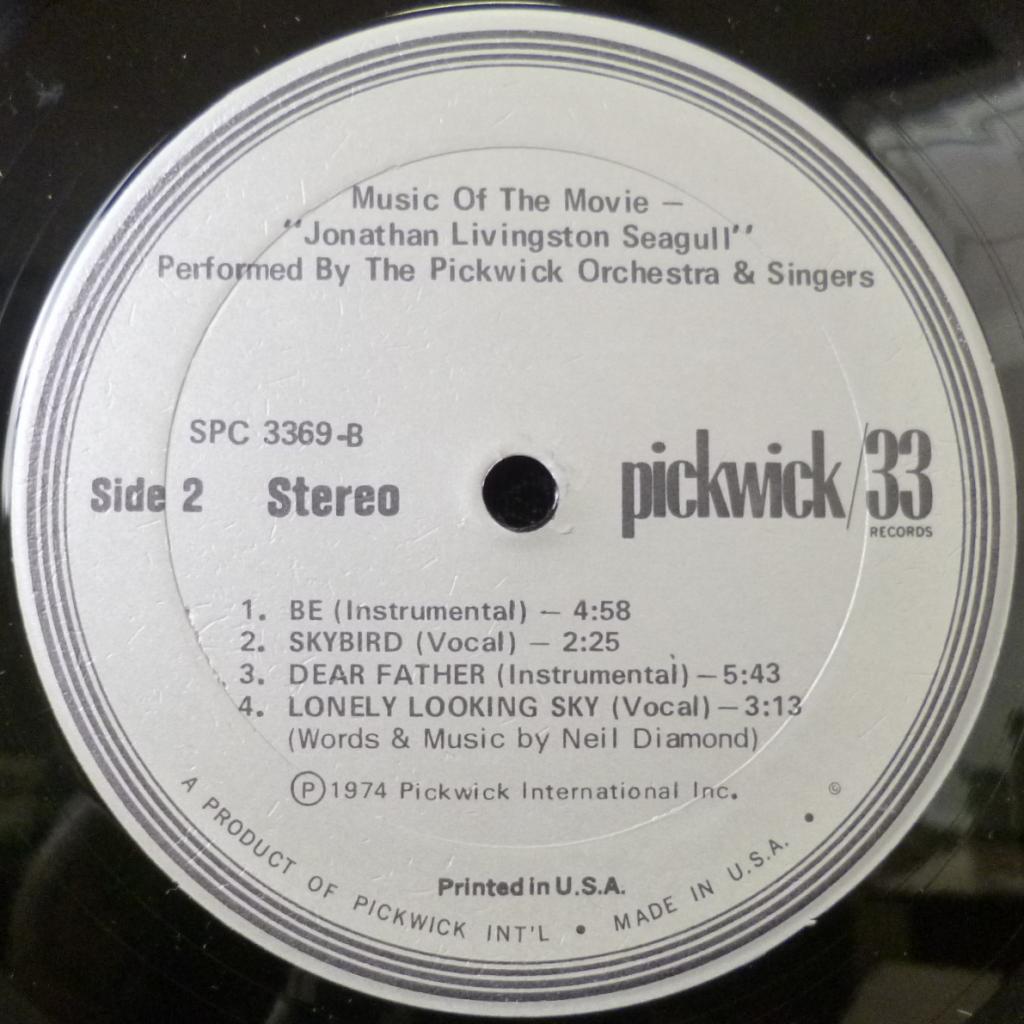 Music Of The Movie —
"Jonathan Livingston Seagull"
Performed By The Pickwick Orchestra & Singers
SPC 3369-B
Side 2 Stereo
pickwick/33
RECORDS
1. BE (Instrumental) — 4:58
2. SKYBIRD (Vocal) — 2:25
3. DEAR FATHER (Instrumental) — 5:43
4. LONELY LOOKING SKY (Vocal) — 3:13
(Words & Music by Neil Diamond)
Ⓟ 1974 Pickwick International Inc.
Printed in U.S.A.
A PRODUCT OF PICKWICK INT'L • MADE IN U.S.A. • ©